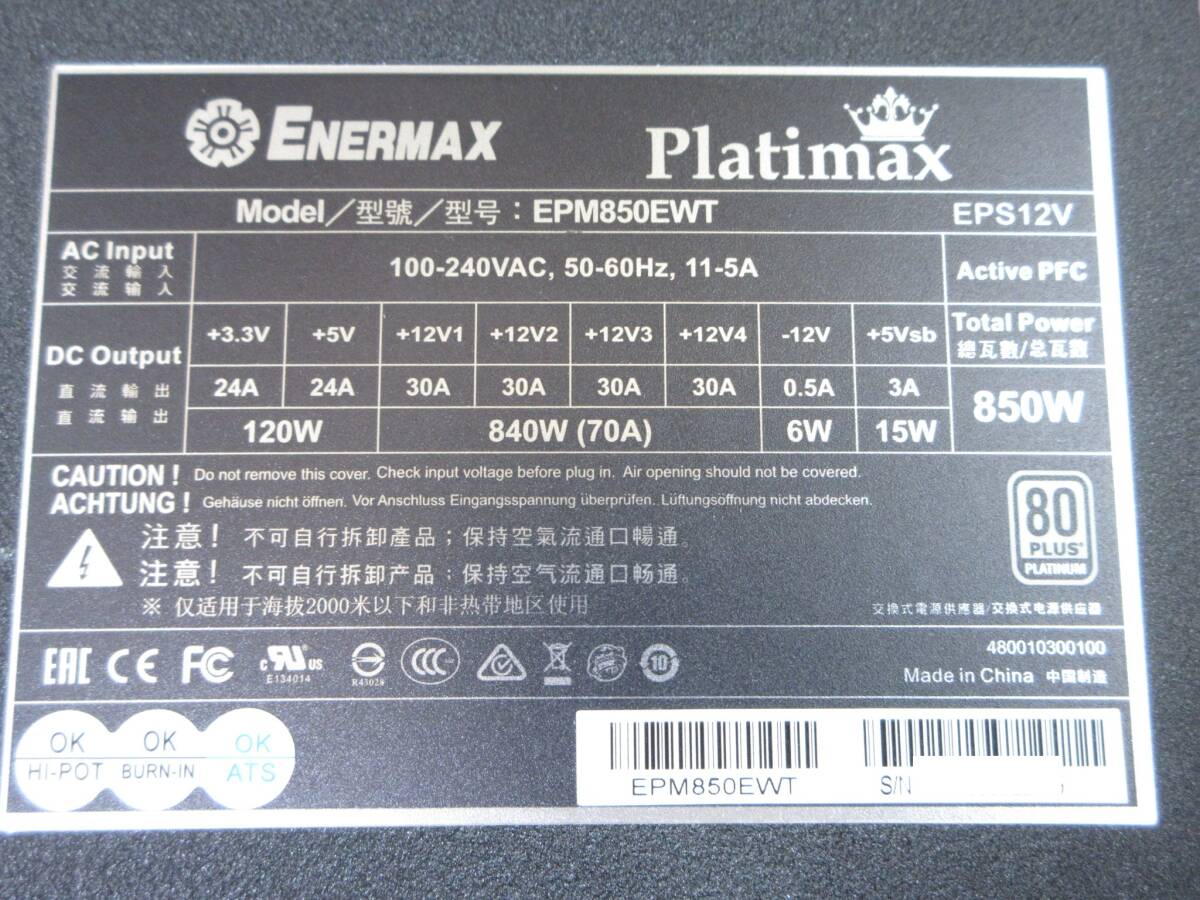 ENERMAX Platimax
Model/型號/型号：EPM850EWT EPS12V
AC Input 100-240VAC, 50-60Hz, 11-5A Active PFC
交流輸入
交流输入
DC Output +3.3V +5V +12V1 +12V2 +12V3 +12V4 -12V +5Vsb Total Power
總瓦數/总瓦數
直流輸出 24A 24A 30A 30A 30A 30A 0.5A 3A 850W
直流输出 120W 840W (70A) 6W 15W
CAUTION ! Do not remove this cover. Check input voltage before plug in. Air opening should not be covered.
ACHTUNG ! Gehäuse nicht öffnen. Vor Anschluss Eingangsspannung überprüfen. Lüftungsöffnung nicht abdecken.
注意！ 不可自行拆卸產品；保持空氣流通口暢通。
注意！ 不可自行拆卸产品；保持空气流通口畅通。
※ 仅适用于海拔2000米以下和非热带地区使用
80
PLUS
PLATINUM
交換式電源供應器/交换式电源供应器
EAC CE FC c RU US
E134014
R43028
CCC
10
480010300100
Made in China 中国制造
OK OK OK
HI-POT BURN-IN ATS
EPM850EWT S/N